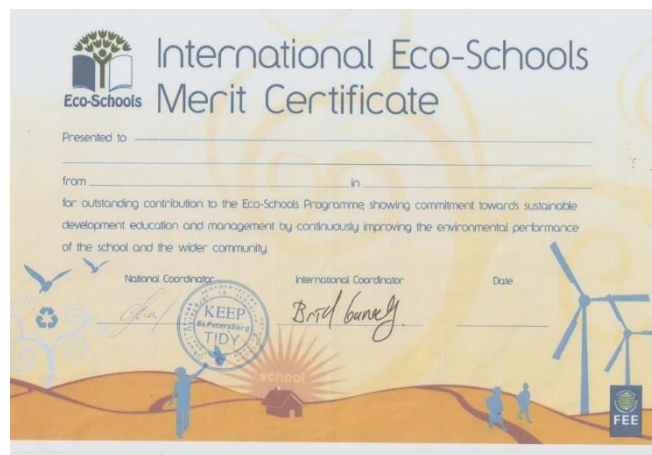 International Eco-Schools
Merit Certificate
Eco-Schools
Presented to
from in
for outstanding contribution to the Eco-Schools Programme, showing commitment towards sustainable
development education and management by continuously improving the environmental performance
of the school and the wider community.
National Coordinator International Coordinator Date
KEEP
St.Petersburg
TIDY
school
FEE